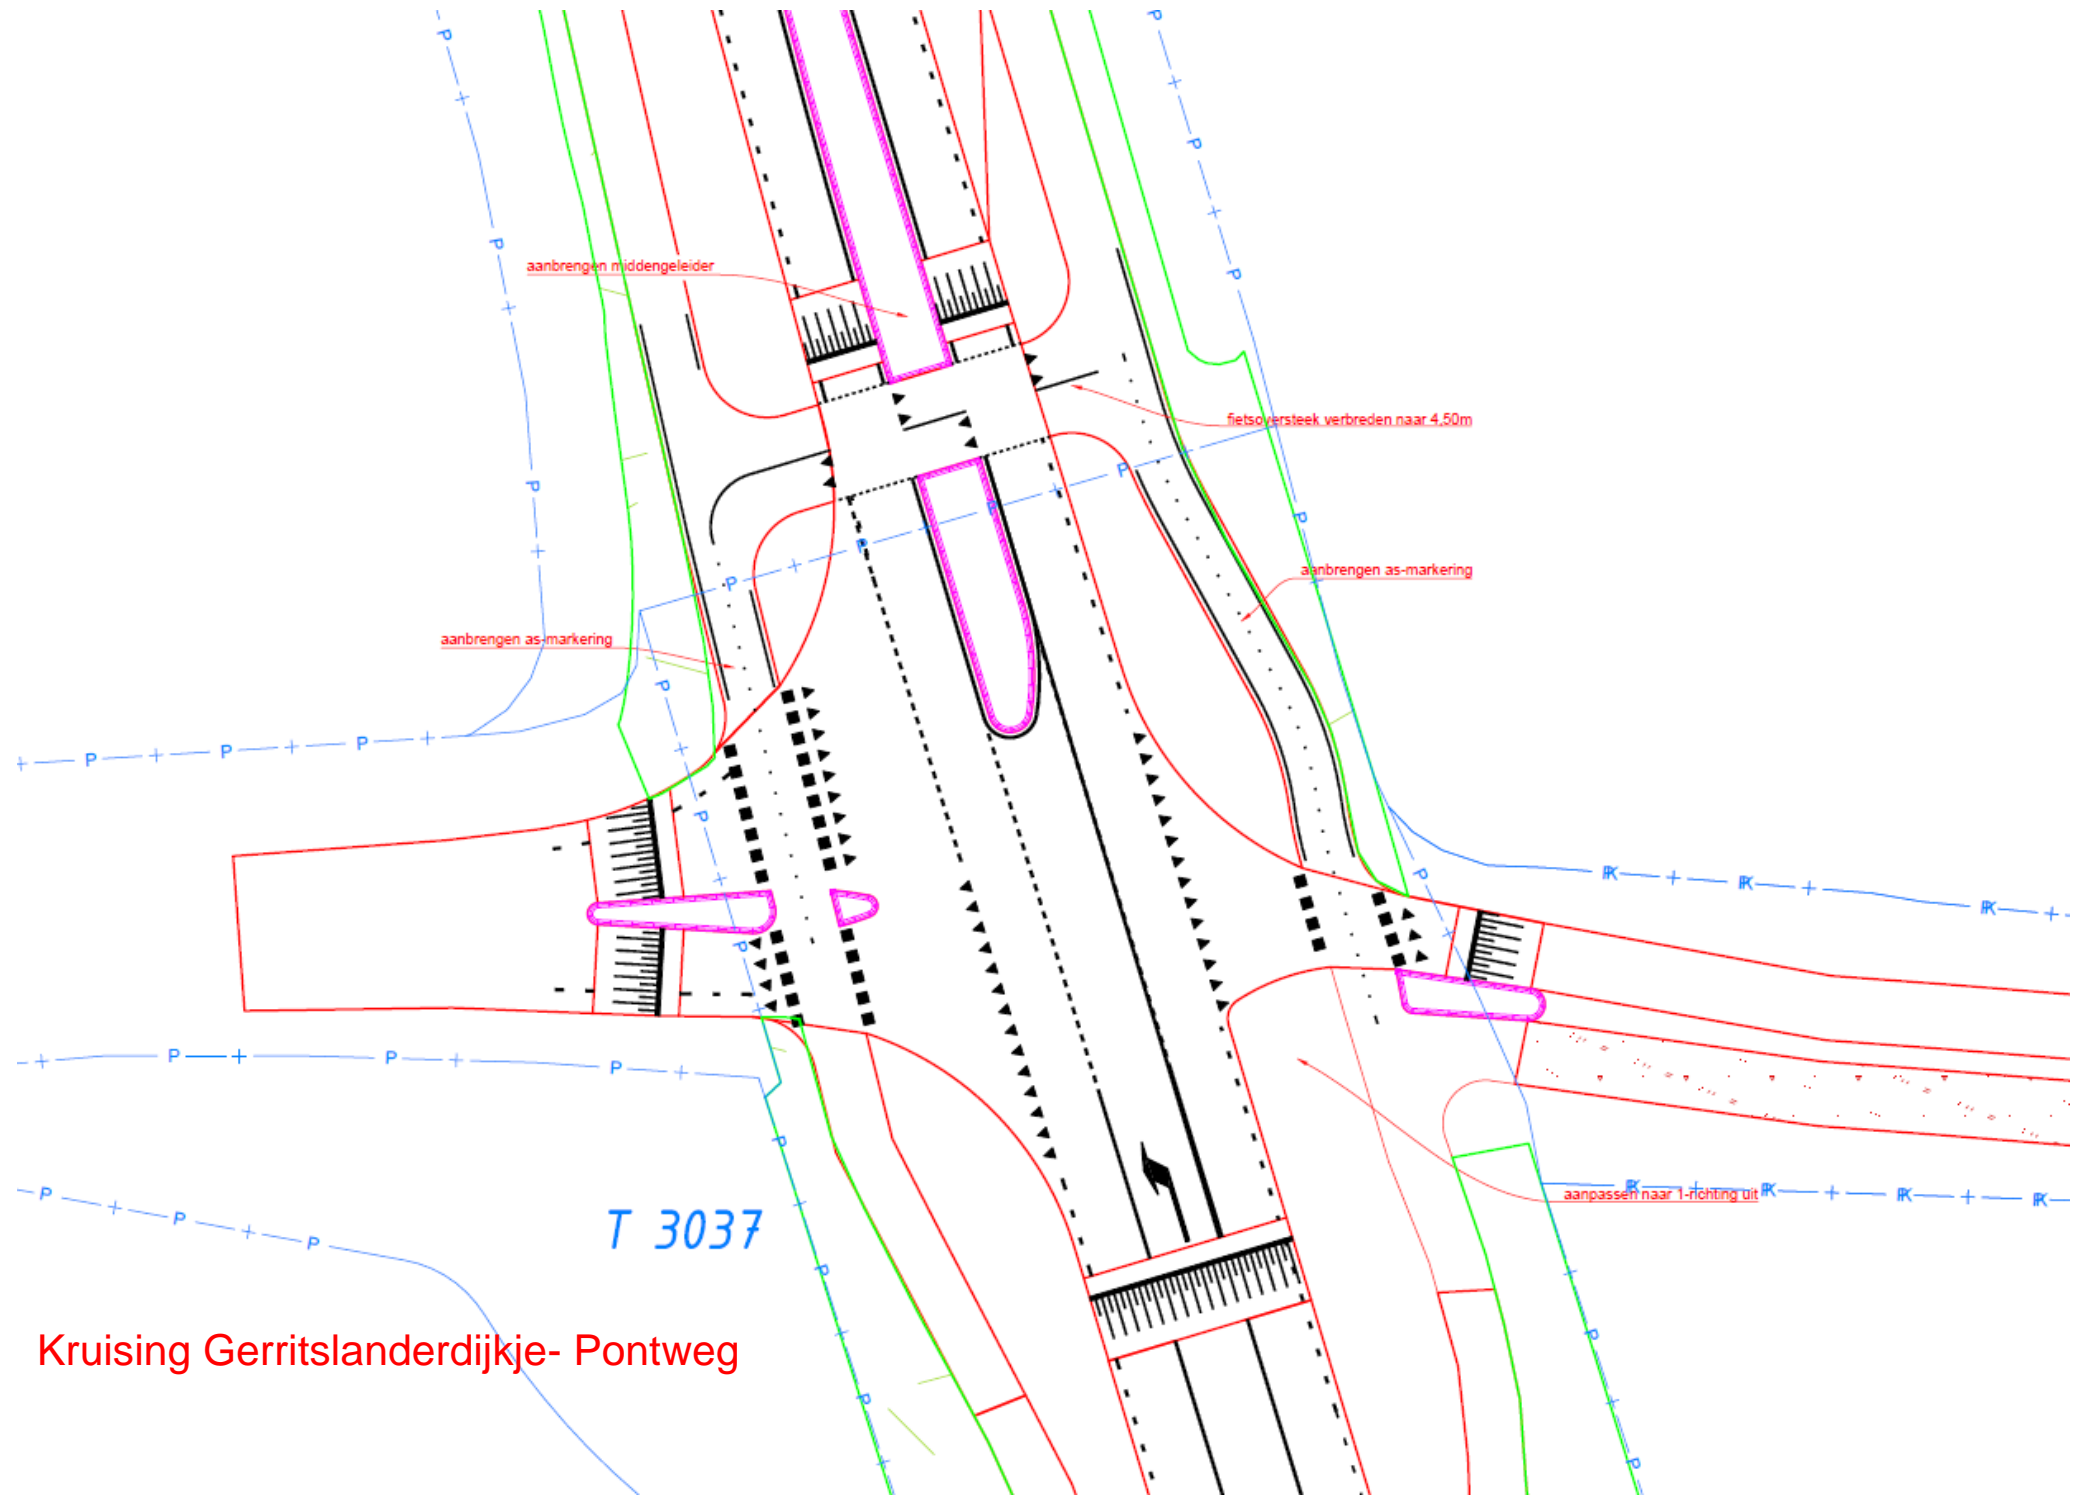 aanbrengen middengeleider
fietsoversteek verbreden naar 4,50m
aanbrengen as-markering
aanbrengen as-markering
aanpassen naar 1-richting uit
T 3037
Kruising Gerritslanderdijkje- Pontweg